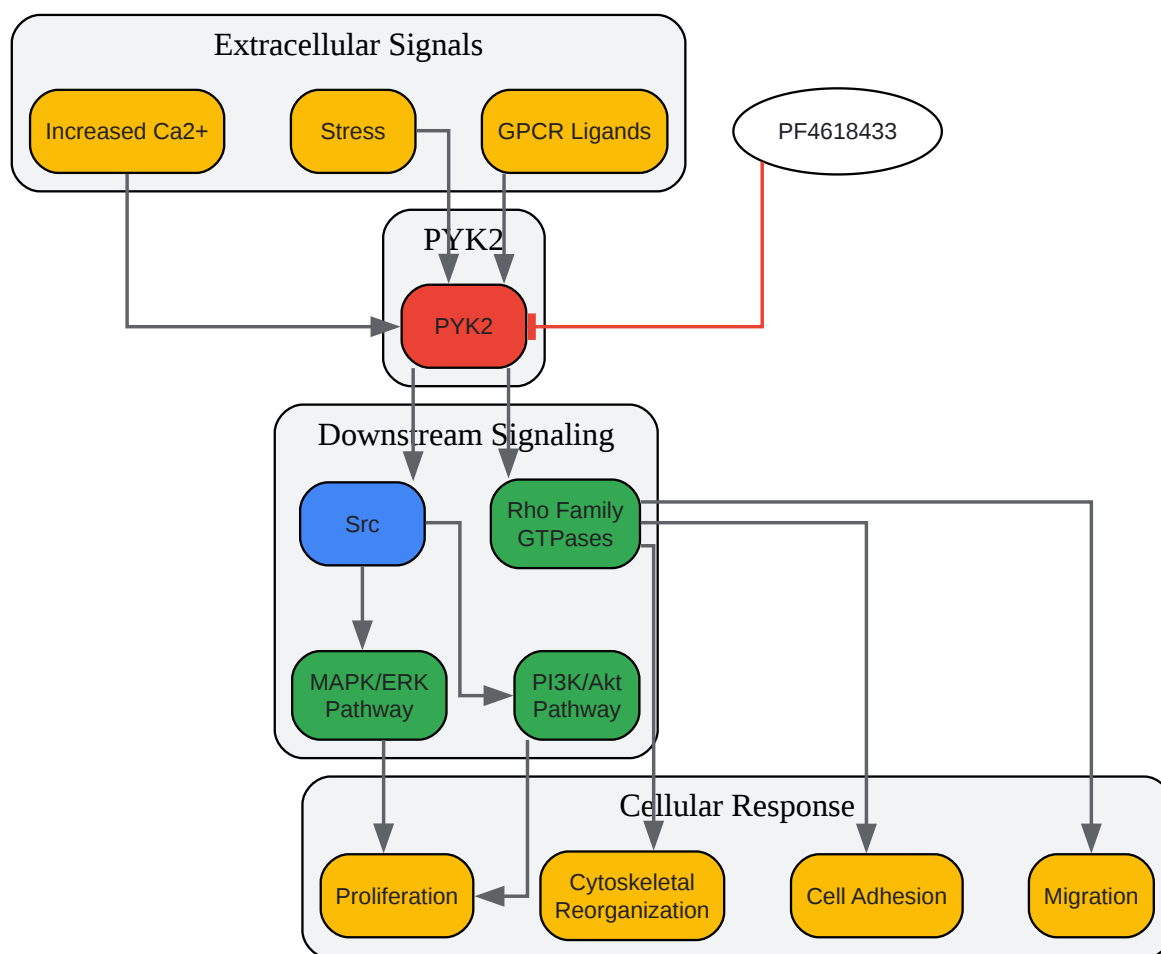 Extracellular Signals
Increased Ca2+
Stress
GPCR Ligands
PF4618433
PYK2
PYK2
Downstream Signaling
Src
Rho Family
GTPases
MAPK/ERK
Pathway
PI3K/Akt
Pathway
Cellular Response
Proliferation
Cytoskeletal
Reorganization
Cell Adhesion
Migration